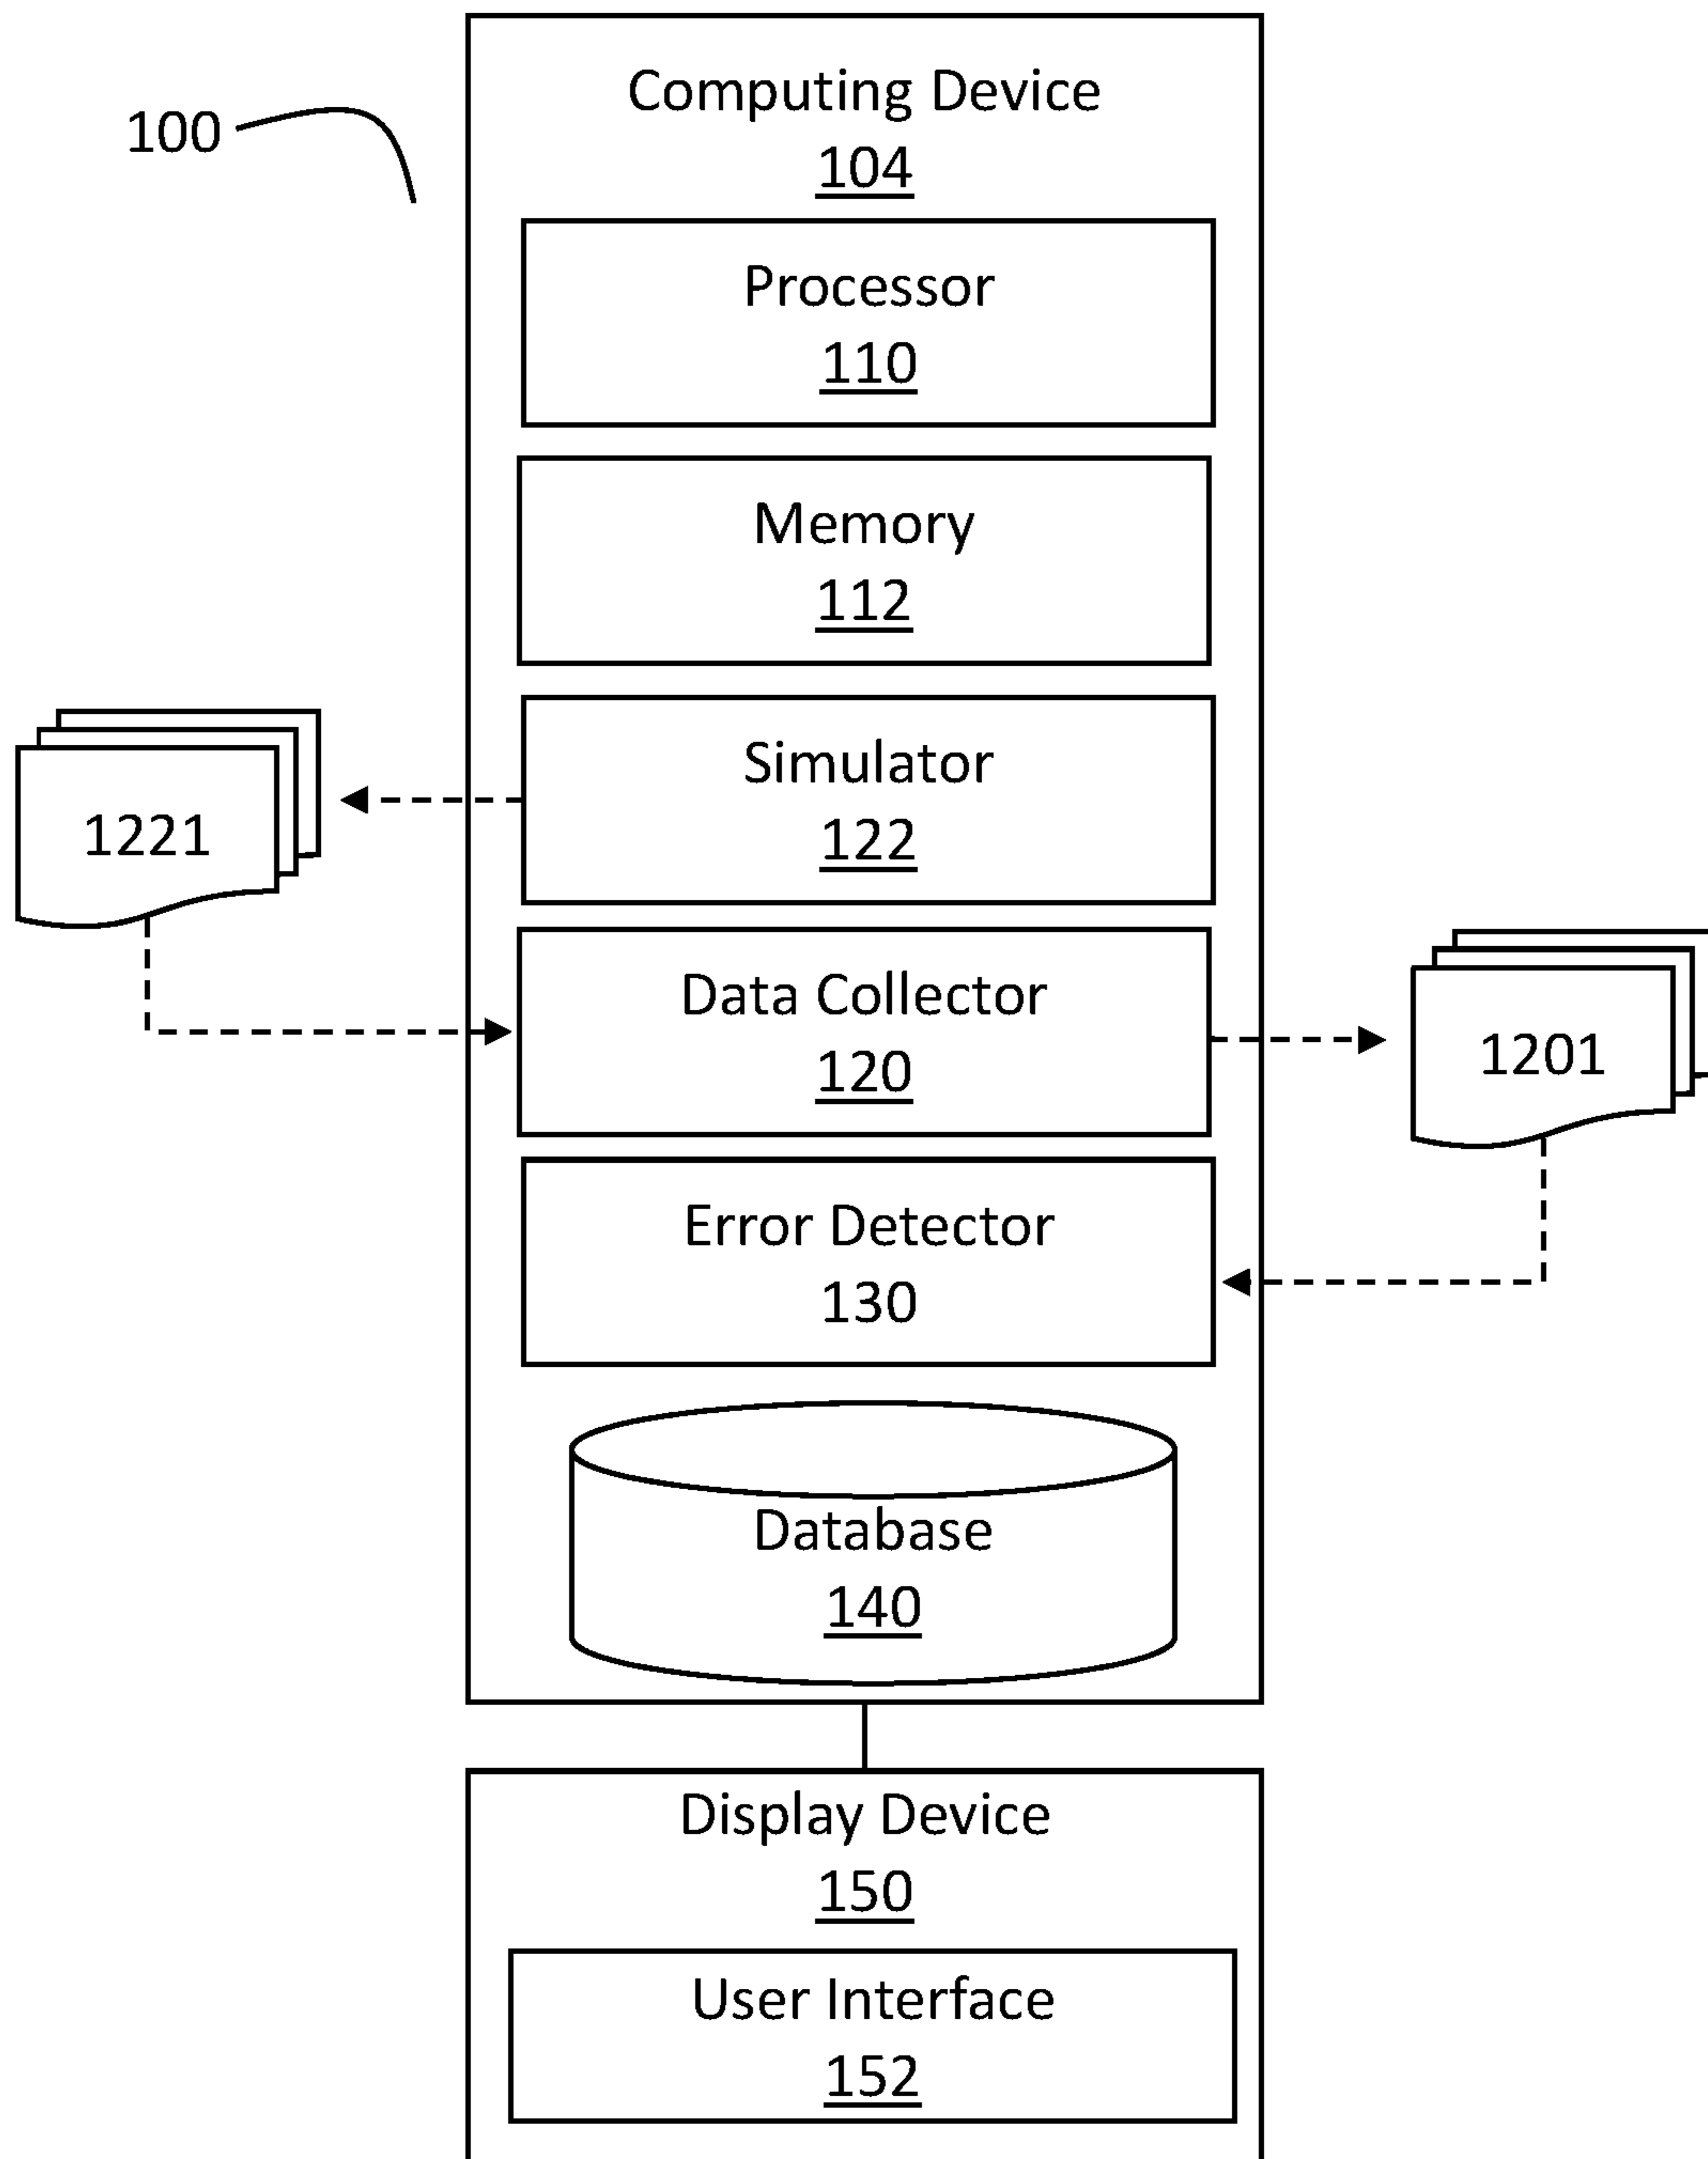 Computing Device
104
100
Processor
110
Memory
112
Simulator
122
1221
Data Collector
120
1201
Error Detector
130
Database
140
Display Device
150
User Interface
152